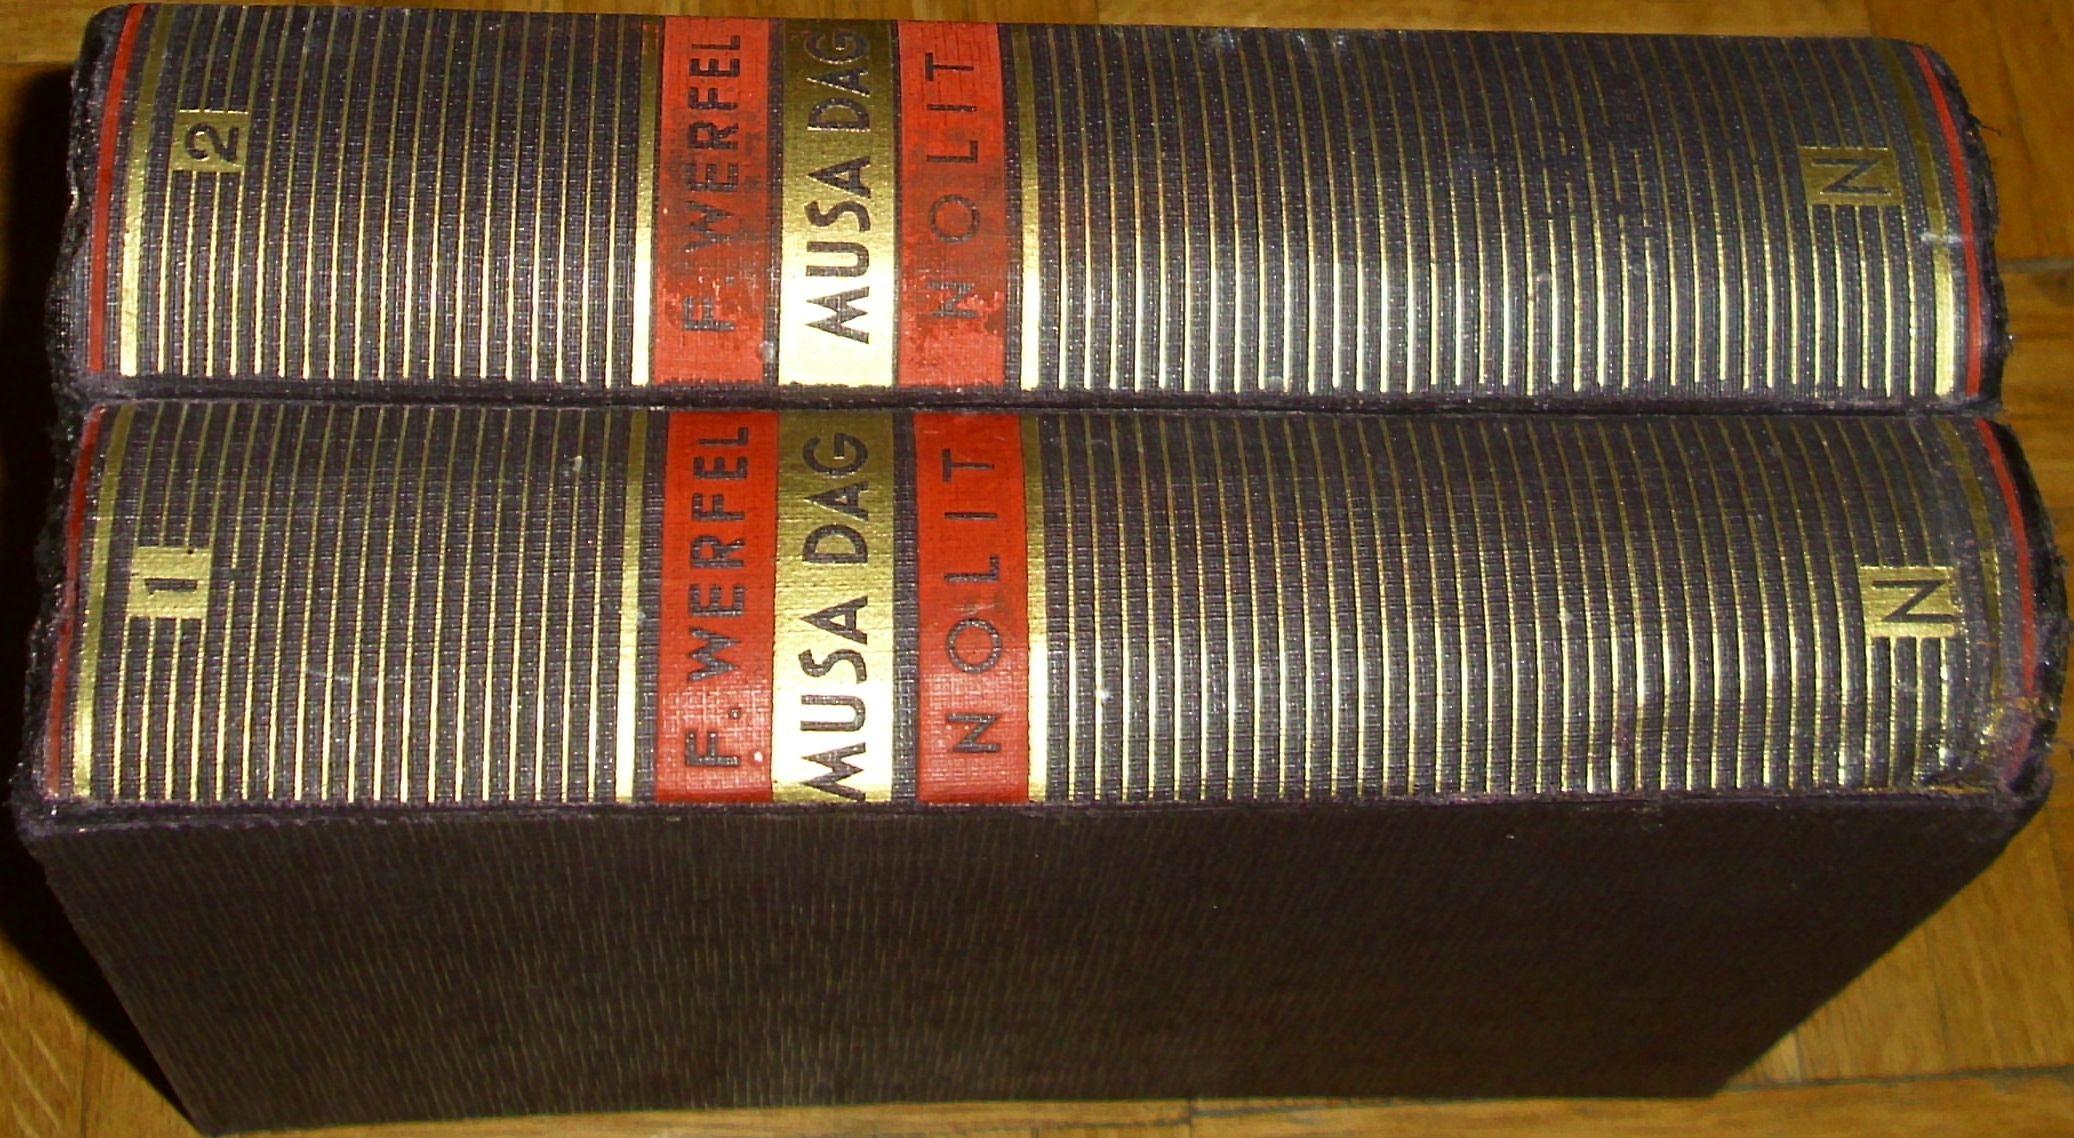 2
F. WERFEL
MUSA DAG
NOLIT
N
1
F. WERFEL
MUSA DAG
NOLIT
N